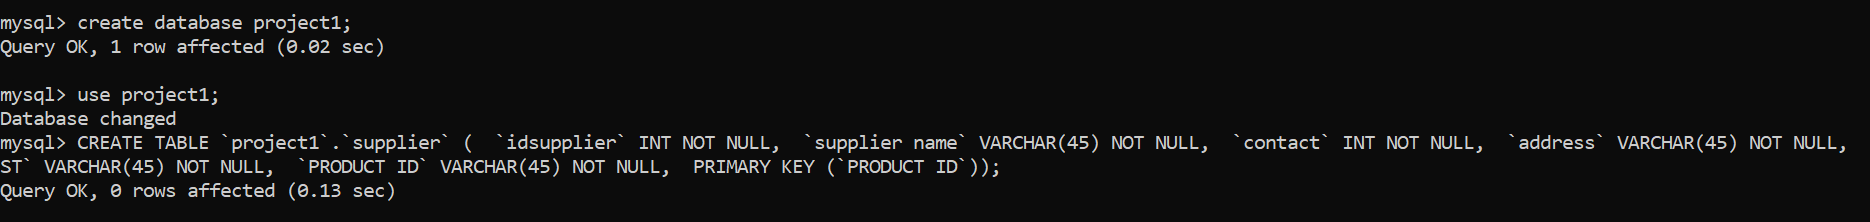 mysql> create database project1;
Query OK, 1 row affected (0.02 sec)
mysql> use project1;
Database changed
mysql> CREATE TABLE `project1`.`supplier` (  `idsupplier` INT NOT NULL,  `supplier name` VARCHAR(45) NOT NULL,  `contact` INT NOT NULL,  `address` VARCHAR(45) NOT NULL,
ST` VARCHAR(45) NOT NULL,  `PRODUCT ID` VARCHAR(45) NOT NULL,  PRIMARY KEY (`PRODUCT ID`));
Query OK, 0 rows affected (0.13 sec)